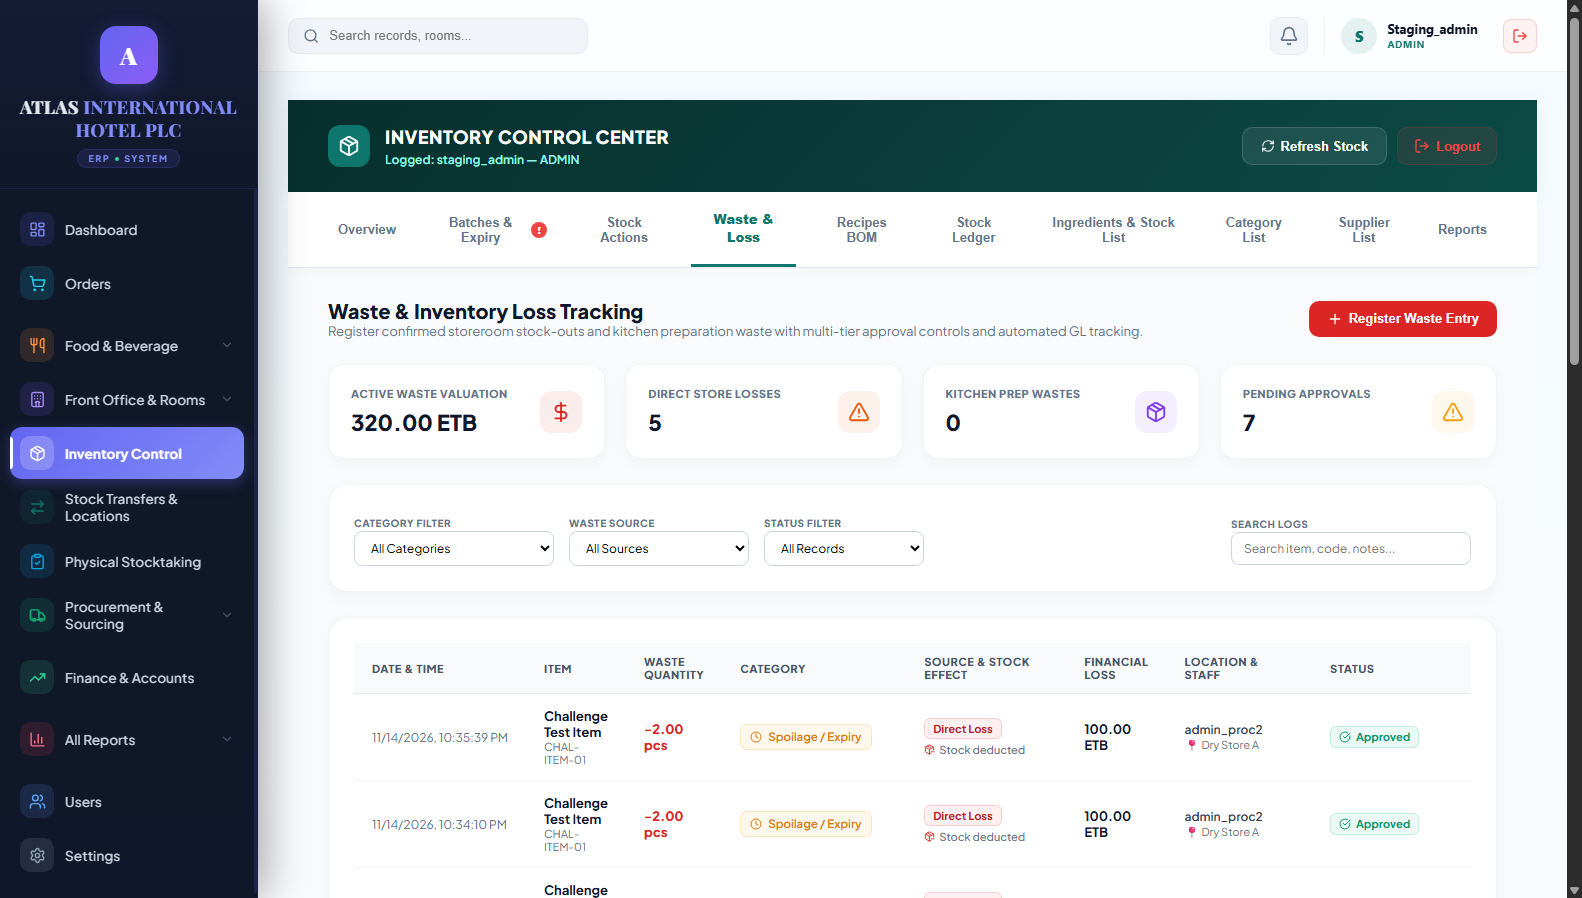 A
ATLAS INTERNATIONAL
HOTEL PLC
ERP • SYSTEM
Dashboard
Orders
Food & Beverage
Front Office & Rooms
Inventory Control
Stock Transfers &
Locations
Physical Stocktaking
Procurement &
Sourcing
Finance & Accounts
All Reports
Users
Settings
Search records, rooms...
S
Staging_admin
ADMIN
INVENTORY CONTROL CENTER
Logged: staging_admin — ADMIN
Refresh Stock
Logout
Overview
Batches &
Expiry
!
Stock
Actions
Waste &
Loss
Recipes
BOM
Stock
Ledger
Ingredients & Stock
List
Category
List
Supplier
List
Reports
Waste & Inventory Loss Tracking
Register confirmed storeroom stock-outs and kitchen preparation waste with multi-tier approval controls and automated GL tracking.
+ Register Waste Entry
ACTIVE WASTE VALUATION
320.00 ETB
DIRECT STORE LOSSES
5
KITCHEN PREP WASTES
0
PENDING APPROVALS
7
CATEGORY FILTER
All Categories
WASTE SOURCE
All Sources
STATUS FILTER
All Records
SEARCH LOGS
Search item, code, notes...
DATE & TIME
ITEM
WASTE
QUANTITY
CATEGORY
SOURCE & STOCK
EFFECT
FINANCIAL
LOSS
LOCATION &
STAFF
STATUS
11/14/2026, 10:35:39 PM
Challenge
Test Item
CHAL-
ITEM-01
-2.00
pcs
Spoilage / Expiry
Direct Loss
Stock deducted
100.00
ETB
admin_proc2
Dry Store A
Approved
11/14/2026, 10:34:10 PM
Challenge
Test Item
CHAL-
ITEM-01
-2.00
pcs
Spoilage / Expiry
Direct Loss
Stock deducted
100.00
ETB
admin_proc2
Dry Store A
Approved
Challenge